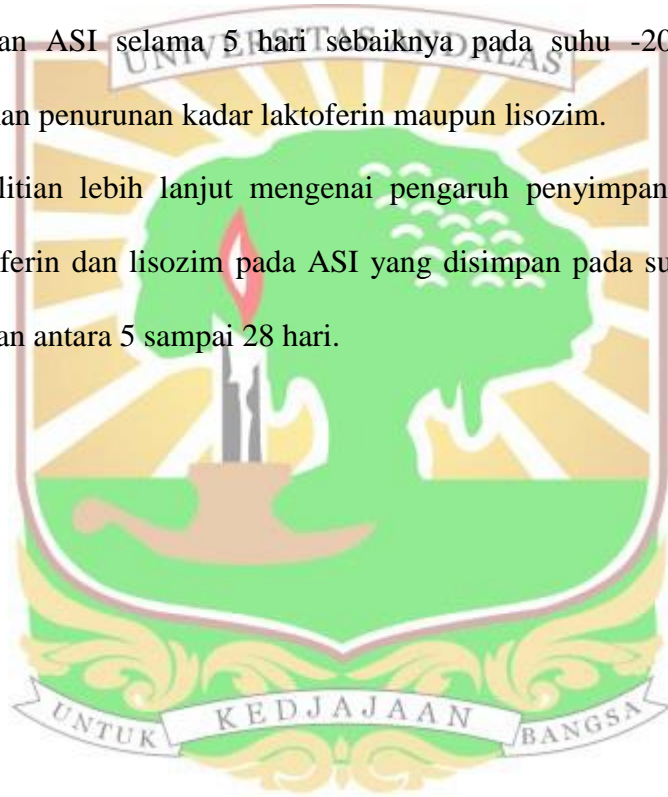 an ASI selama 5 hari sebaiknya pada suhu -20
UNIVERSITAS ANDALAS
an penurunan kadar laktoferin maupun lisozim.
litian lebih lanjut mengenai pengaruh penyimpan
ferin dan lisozim pada ASI yang disimpan pada su
an antara 5 sampai 28 hari.
UNTUK KEDJAJAAN BANGSA